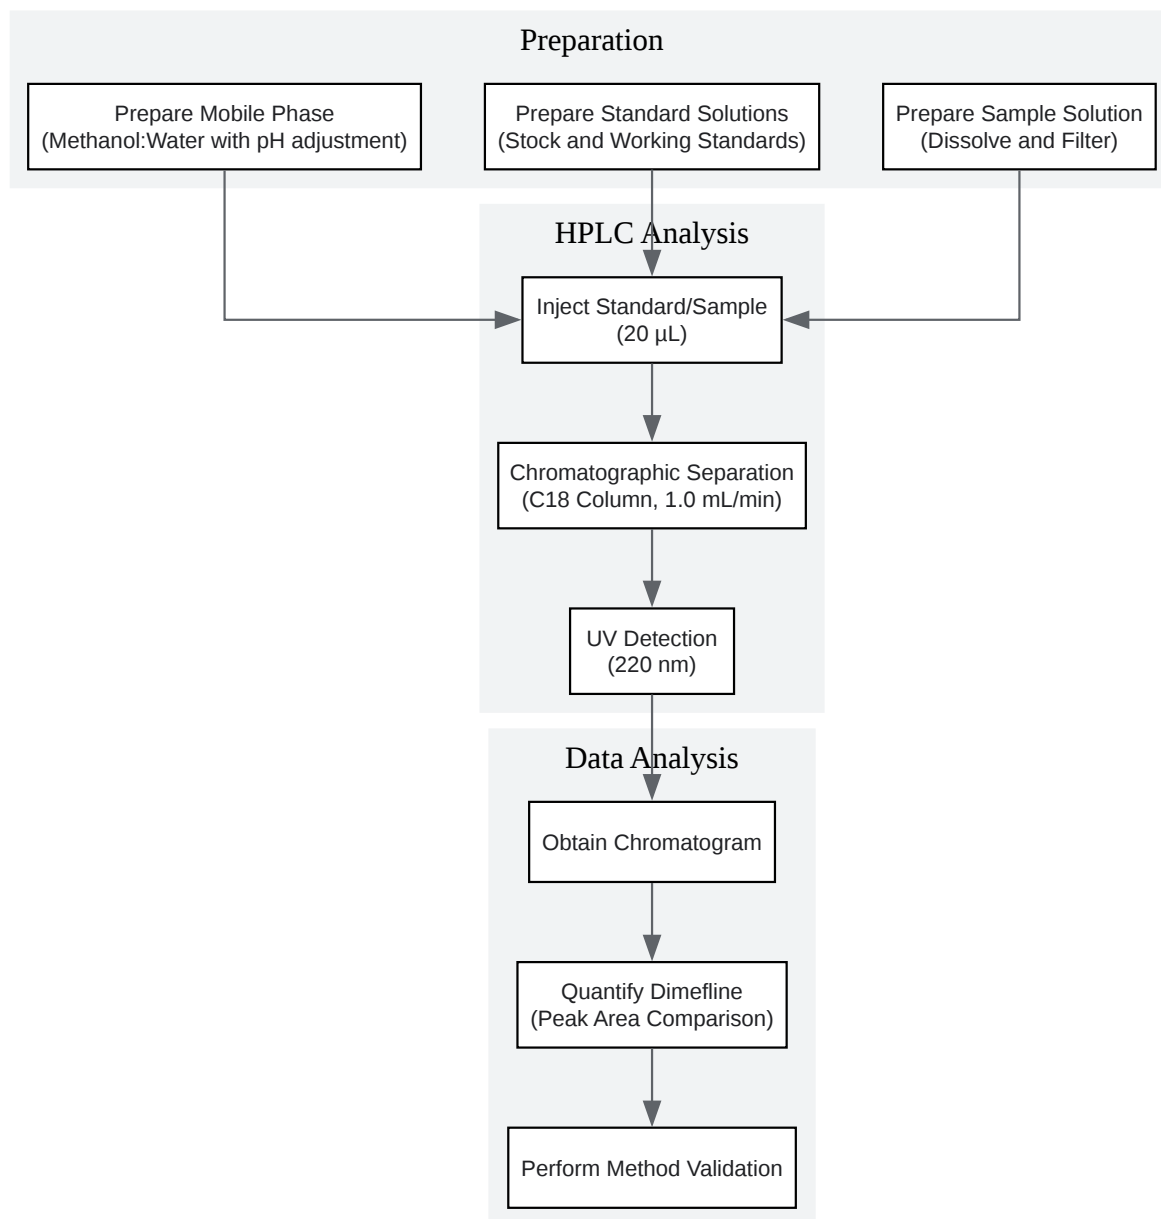 Preparation
Prepare Mobile Phase
(Methanol:Water with pH adjustment)
Prepare Standard Solutions
(Stock and Working Standards)
Prepare Sample Solution
(Dissolve and Filter)
HPLC Analysis
Inject Standard/Sample
(20 µL)
Chromatographic Separation
(C18 Column, 1.0 mL/min)
UV Detection
(220 nm)
Data Analysis
Obtain Chromatogram
Quantify Dimefline
(Peak Area Comparison)
Perform Method Validation